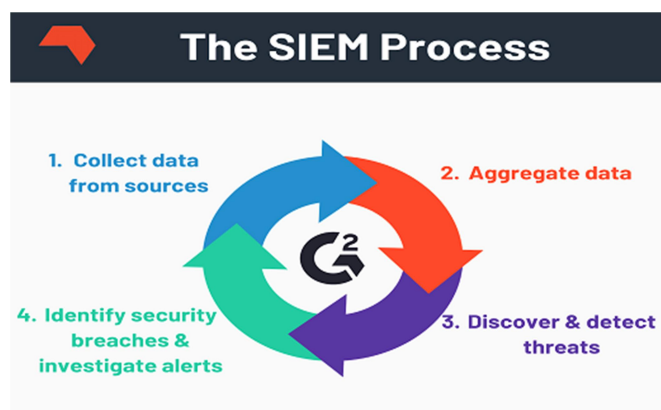 The SIEM Process
1. Collect data
from sources
2. Aggregate data
3. Discover & detect
threats
4. Identify security
breaches &
investigate alerts
G2